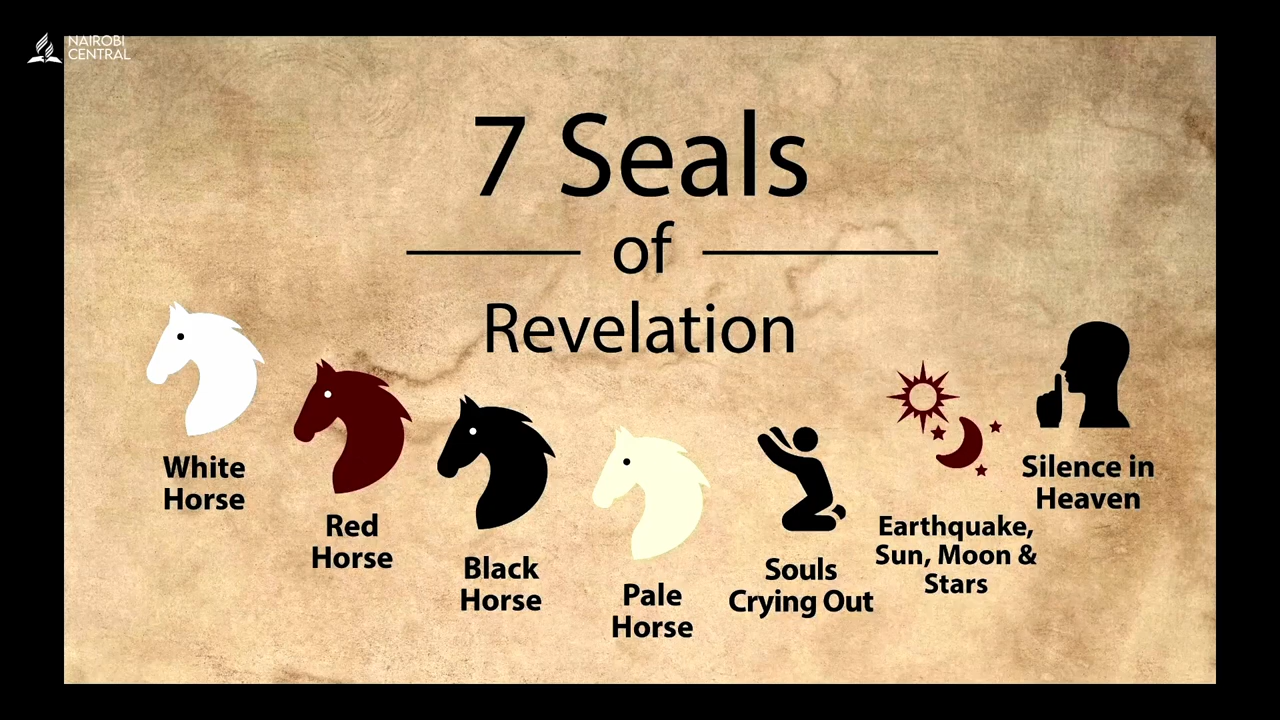 NAIROBI
CENTRAL
7 Seals
of
Revelation
White
Horse
Red
Horse
Black
Horse
Pale
Horse
Souls
Crying Out
Earthquake,
Sun, Moon &
Stars
Silence in
Heaven